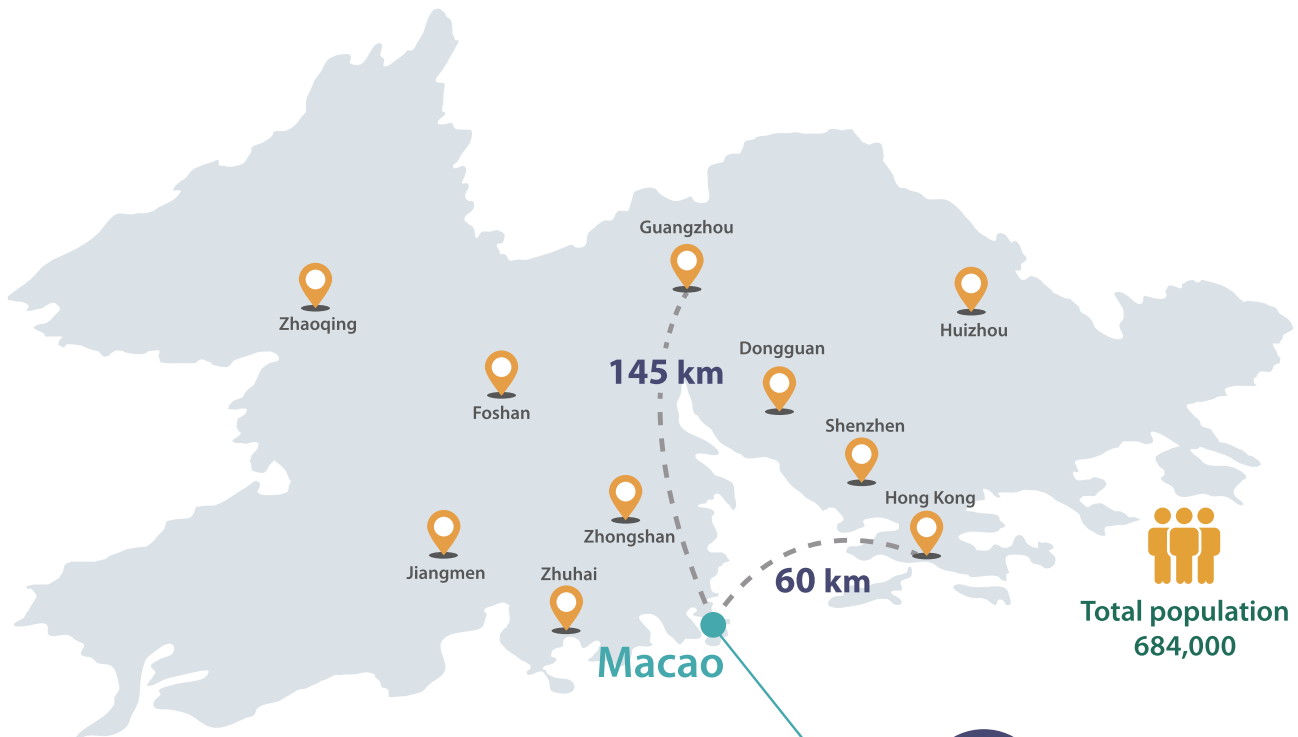 Guangzhou
Zhaoqing
Huizhou
Dongguan
145 km
Foshan
Shenzhen
Hong Kong
Zhongshan
Jiangmen
Zhuhai
60 km
Total population
684,000
Macao